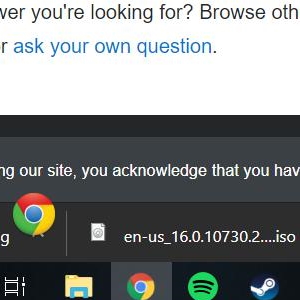 wer you're looking for? Browse oth
r ask your own question.
ng our site, you acknowledge that you hav
g
en-us_16.0.10730.2....iso